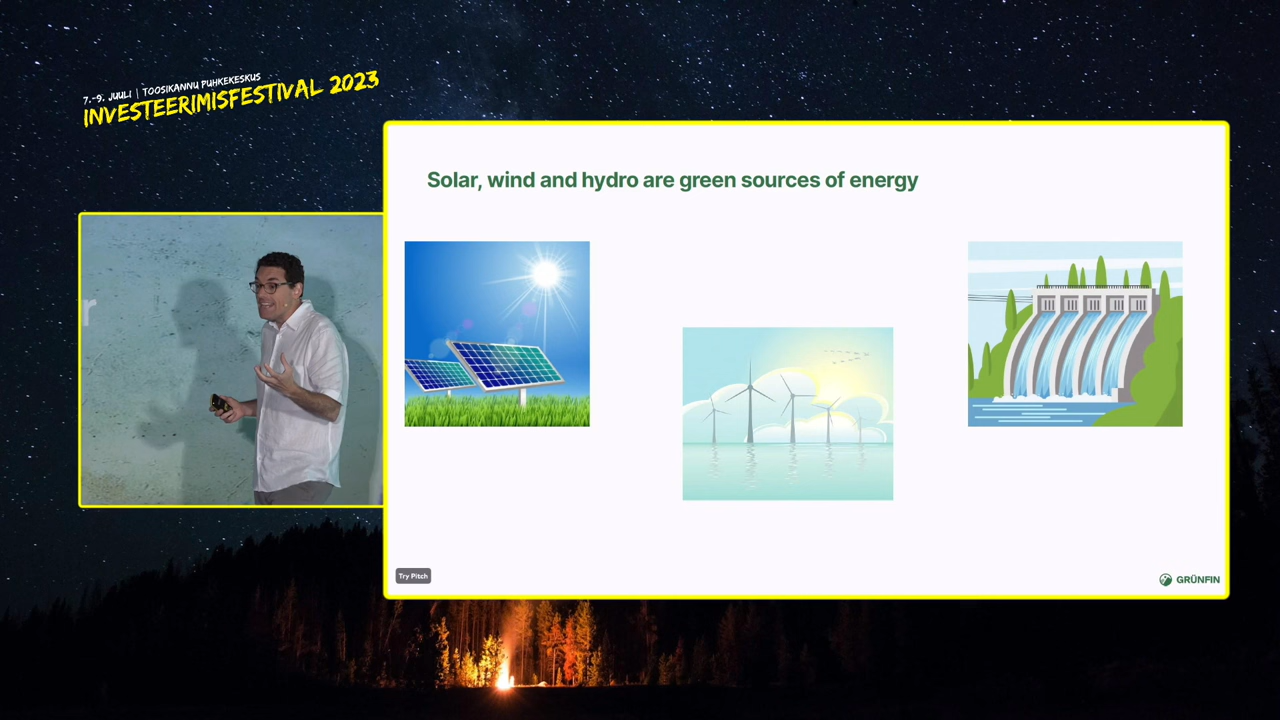 7.-9. JUULI | TOOSIKANNU PUHKEKESKUS
INVESTEERIMISFESTIVAL 2023
Solar, wind and hydro are green sources of energy
r
Try Pitch
GRÜNFIN